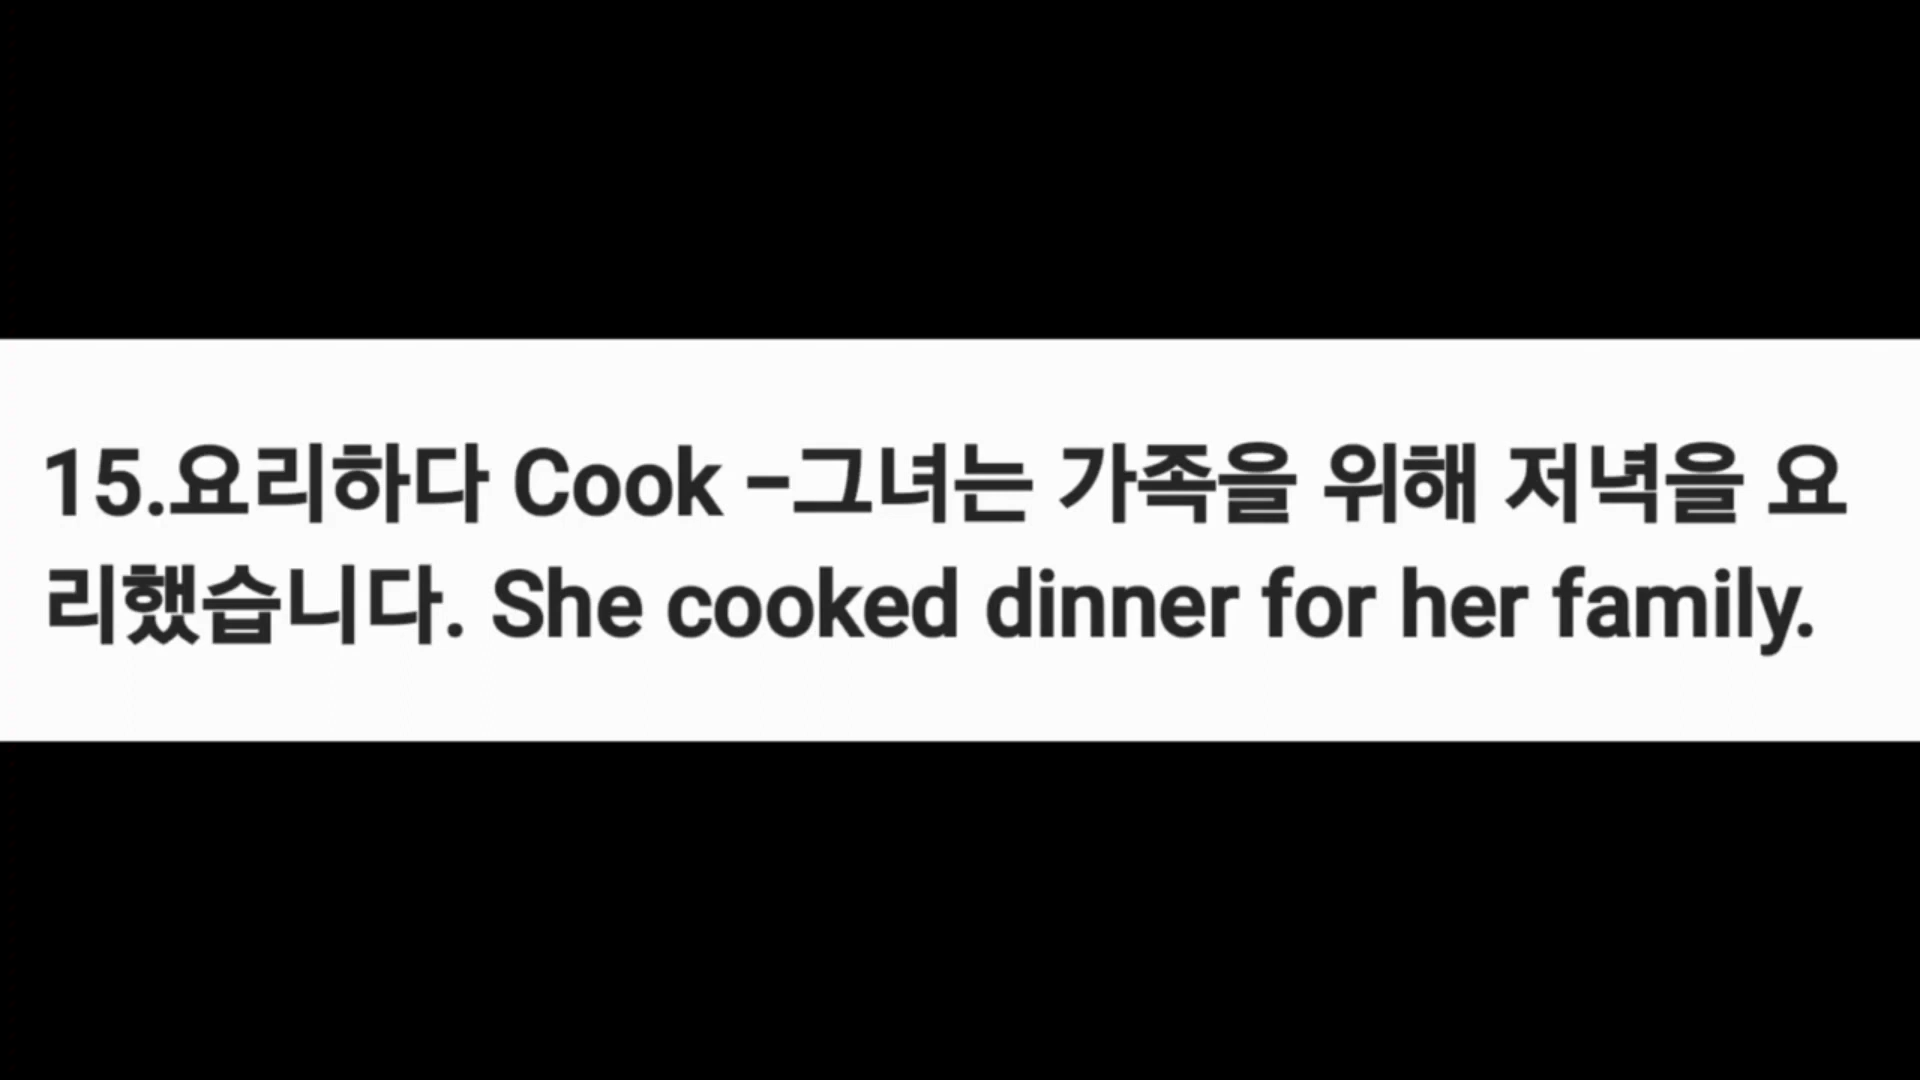 15.요리하다 Cook –그녀는 가족을 위해 저녁을 요
리했습니다. She cooked dinner for her family.